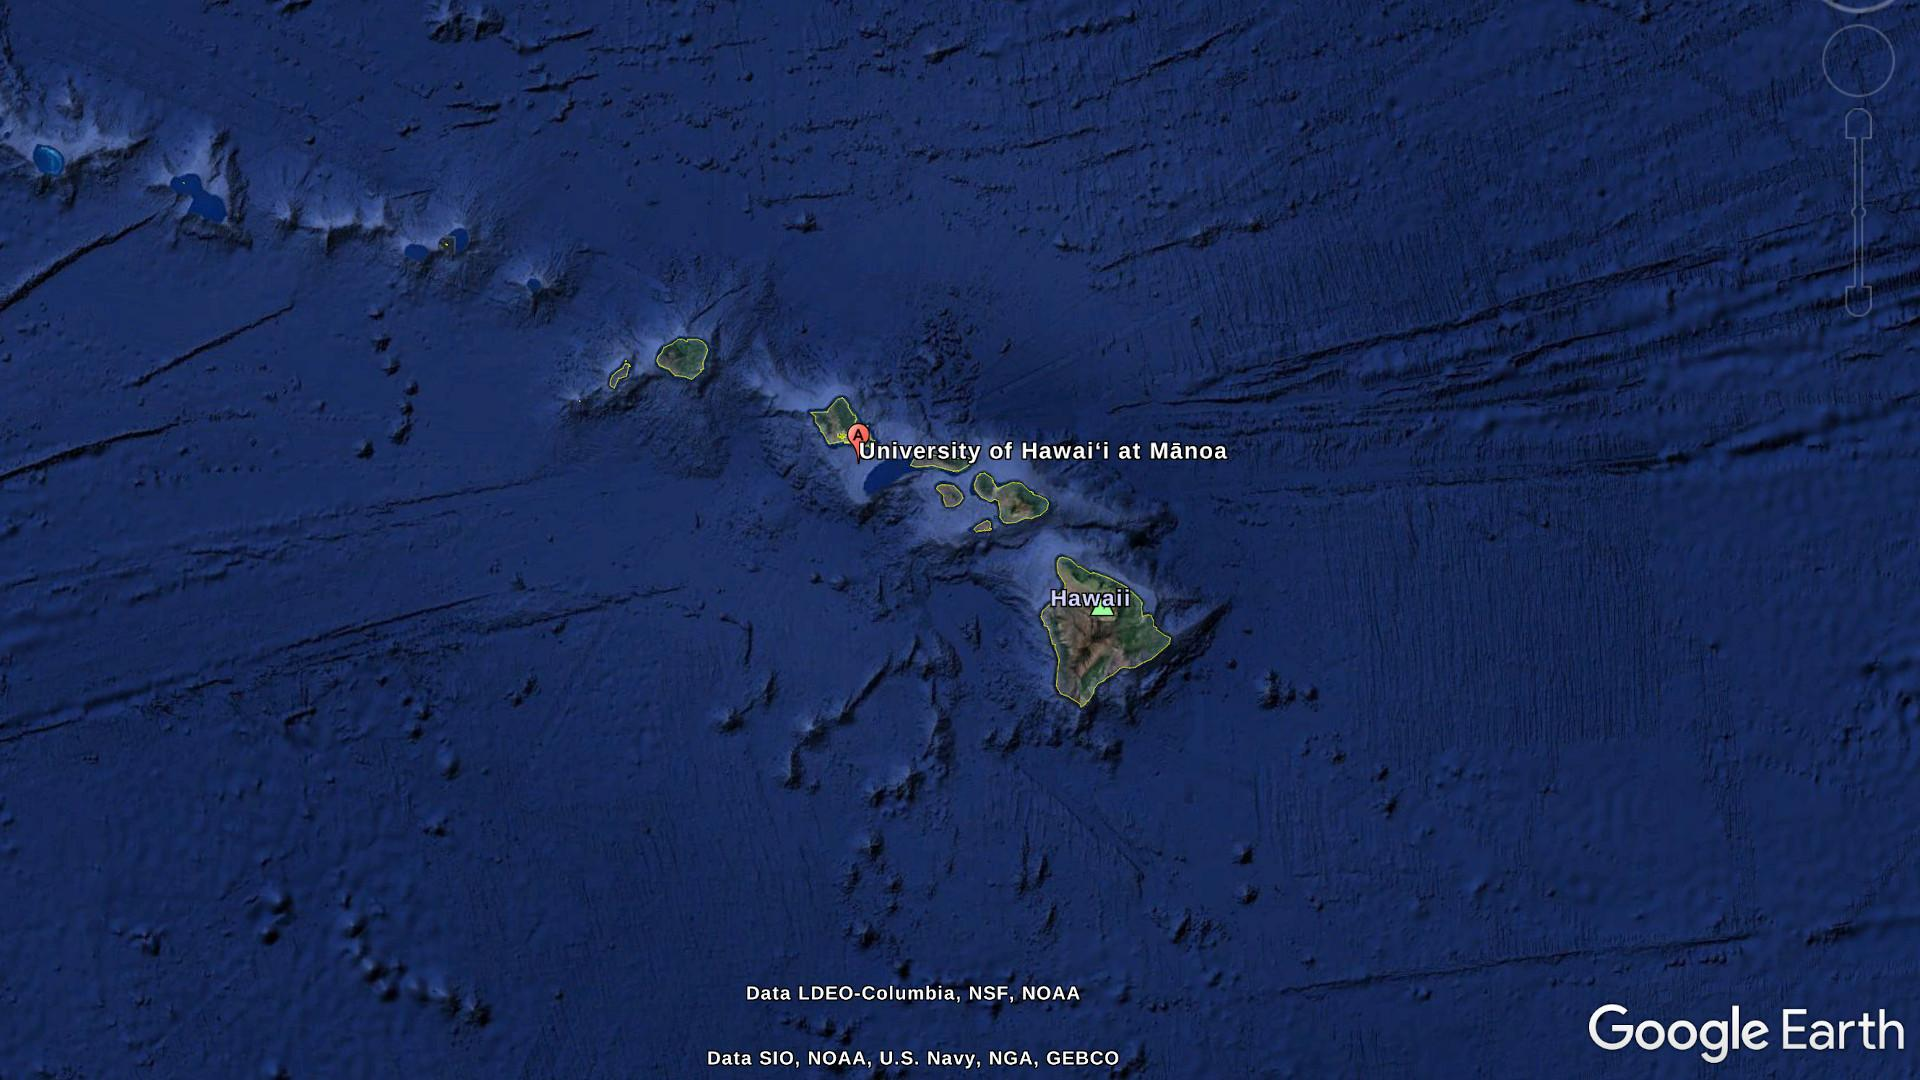 A
University of Hawaiʻi at Mānoa
Hawaii
Data LDEO-Columbia, NSF, NOAA
Google Earth
Data SIO, NOAA, U.S. Navy, NGA, GEBCO